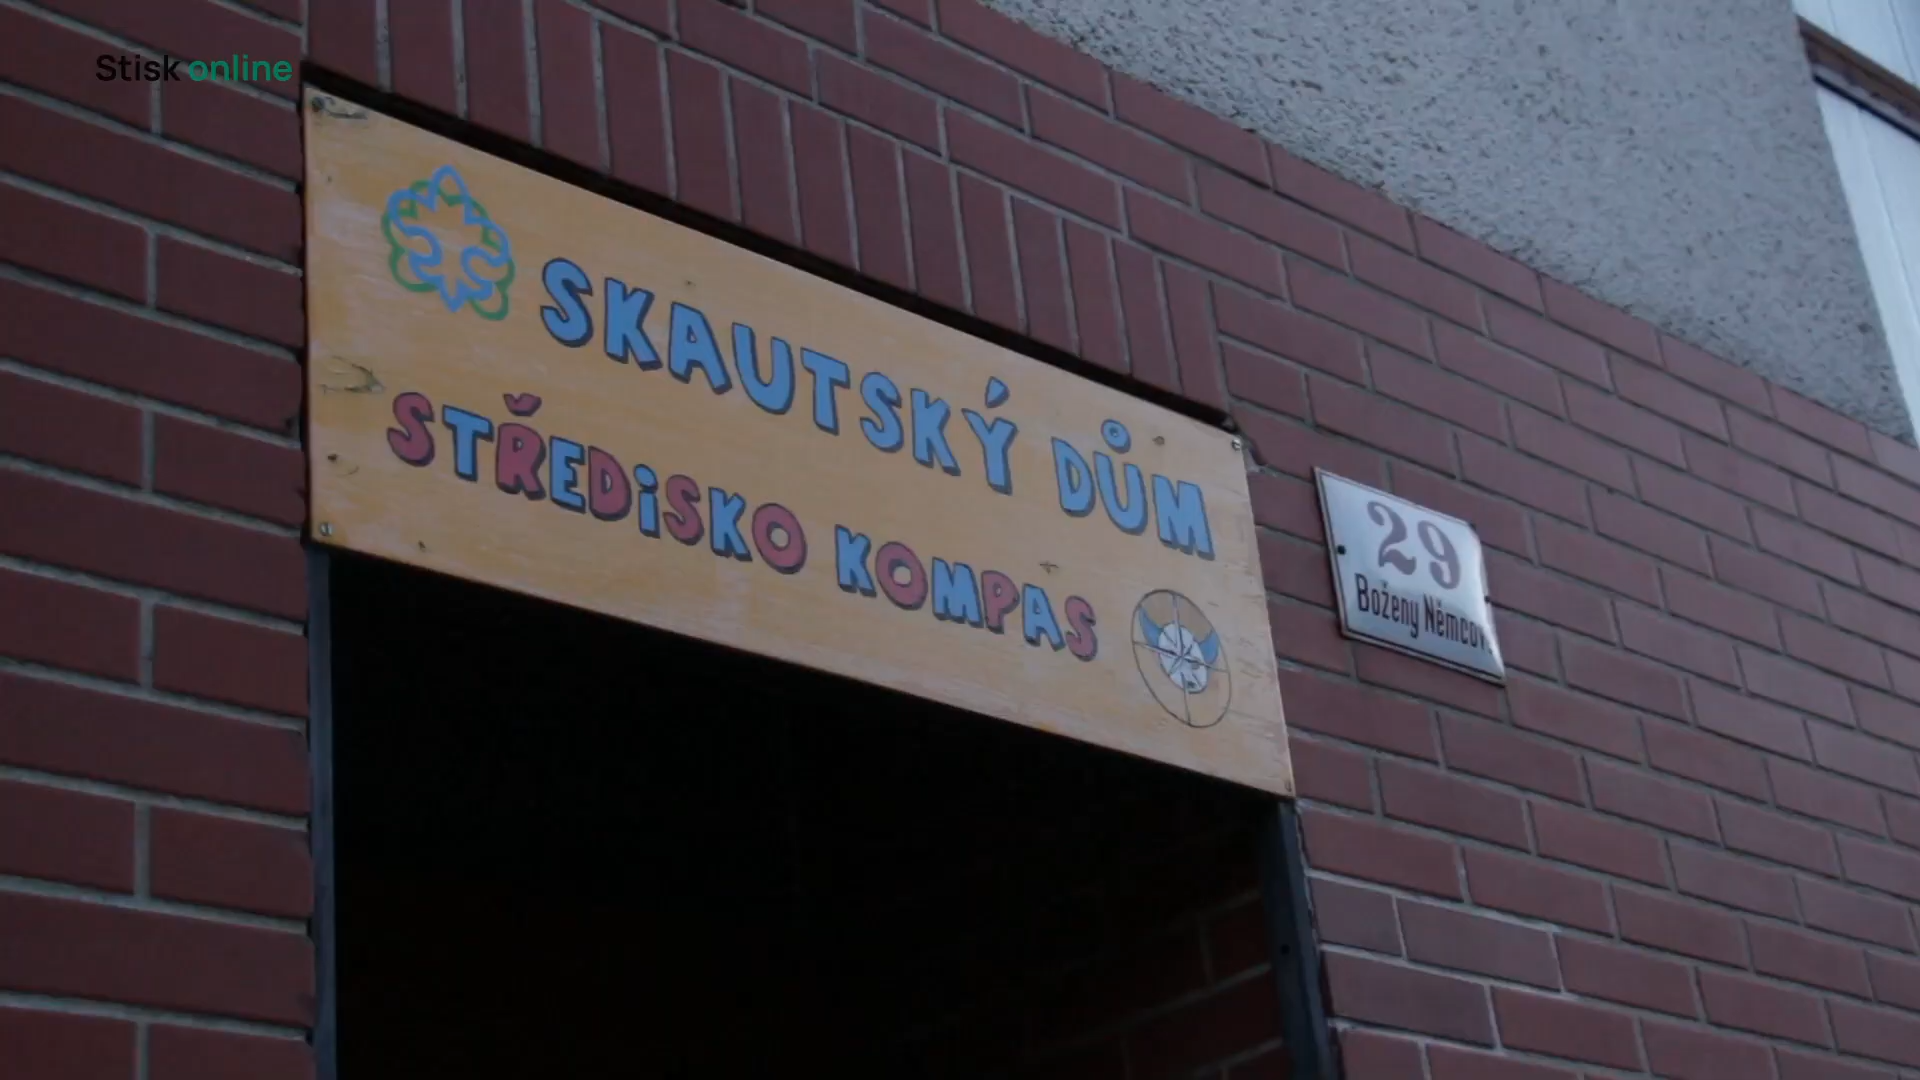 Stisk online
SKAUTSKÝ DŮM
STŘEDiSKO KOMPAS
29
Boženy Němcov